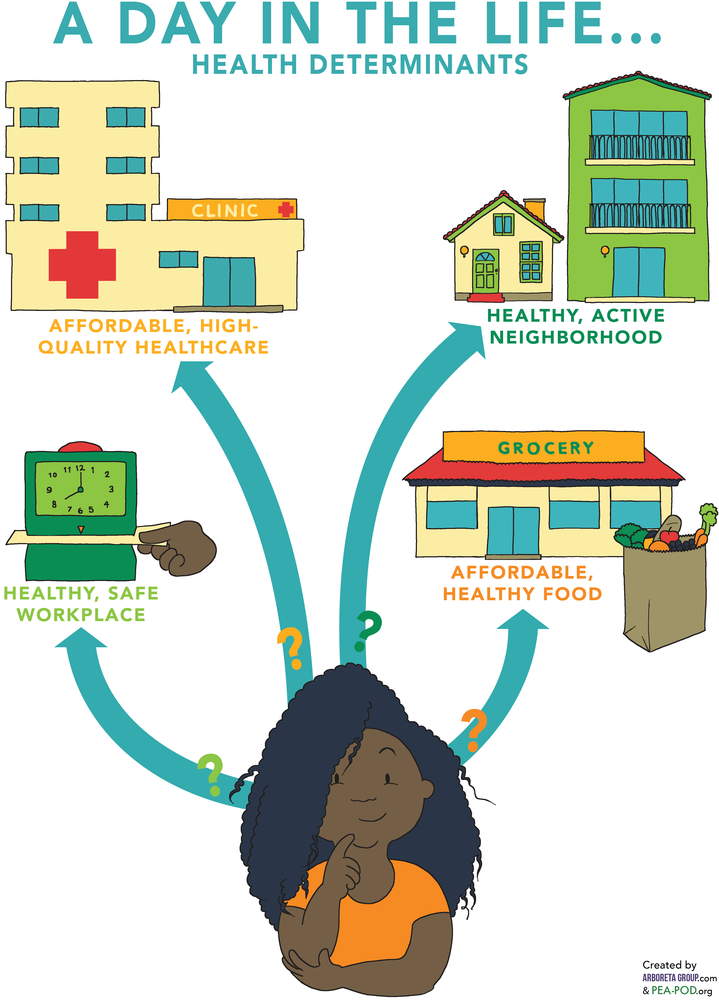 A DAY IN THE LIFE...
HEALTH DETERMINANTS
CLINIC
AFFORDABLE, HIGH-
QUALITY HEALTHCARE
HEALTHY, ACTIVE
NEIGHBORHOOD
11 12 1
10 2
9 3
8 4
7 6 5
HEALTHY, SAFE
WORKPLACE
GROCERY
AFFORDABLE,
HEALTHY FOOD
?
?
?
?
Created by
ARBORETA GROUP.com
& PEA-POD.org